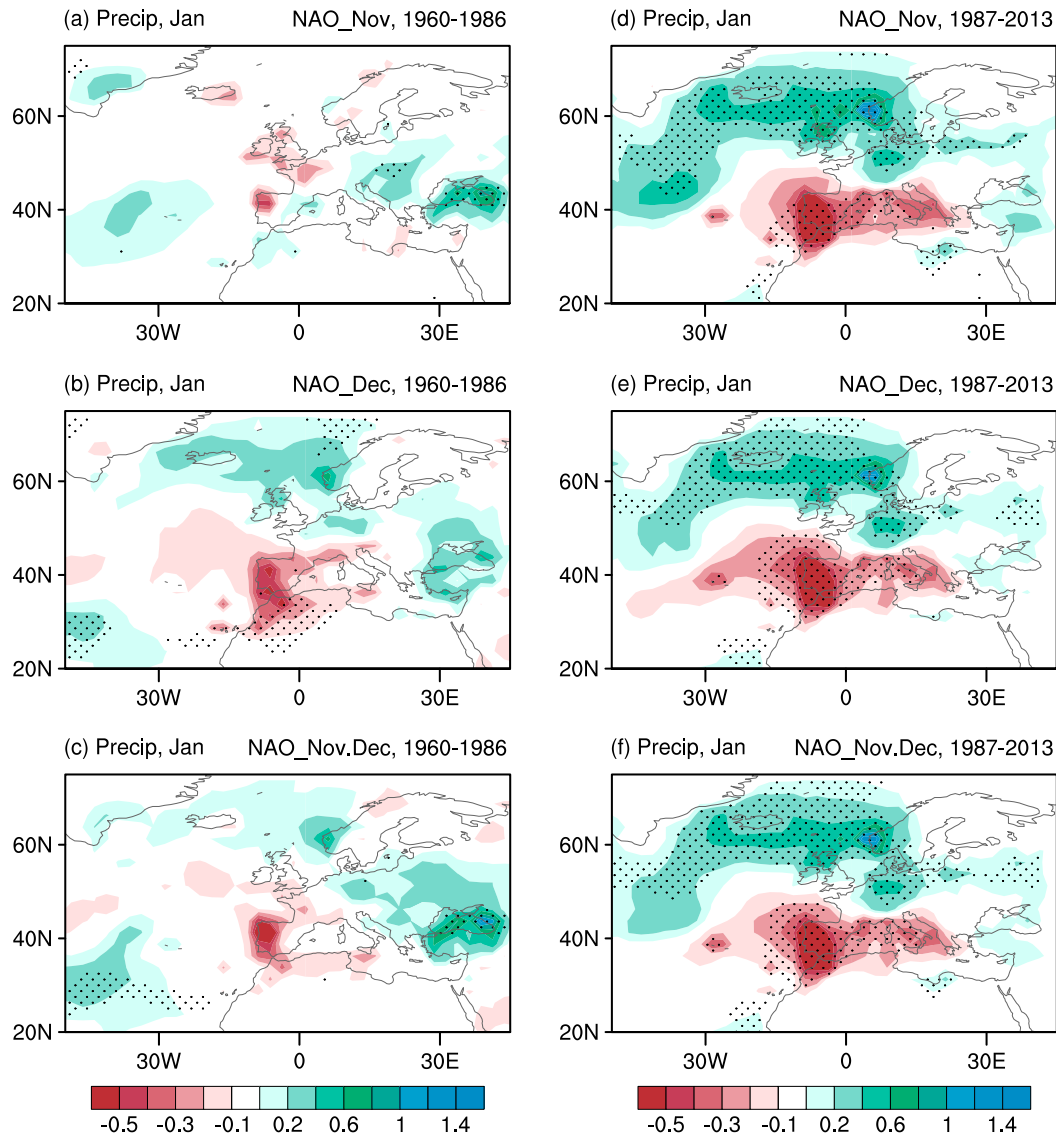 (a) Precip, Jan NAO_Nov, 1960-1986
(d) Precip, Jan NAO_Nov, 1987-2013
60N
40N
20N
30W 0 30E
60N
40N
20N
30W 0 30E
(b) Precip, Jan NAO_Dec, 1960-1986
(e) Precip, Jan NAO_Dec, 1987-2013
60N
40N
20N
30W 0 30E
60N
40N
20N
30W 0 30E
(c) Precip, Jan NAO_Nov.Dec, 1960-1986
(f) Precip, Jan NAO_Nov.Dec, 1987-2013
60N
40N
20N
30W 0 30E
60N
40N
20N
30W 0 30E
-0.5 -0.3 -0.1 0.2 0.6 1 1.4
-0.5 -0.3 -0.1 0.2 0.6 1 1.4